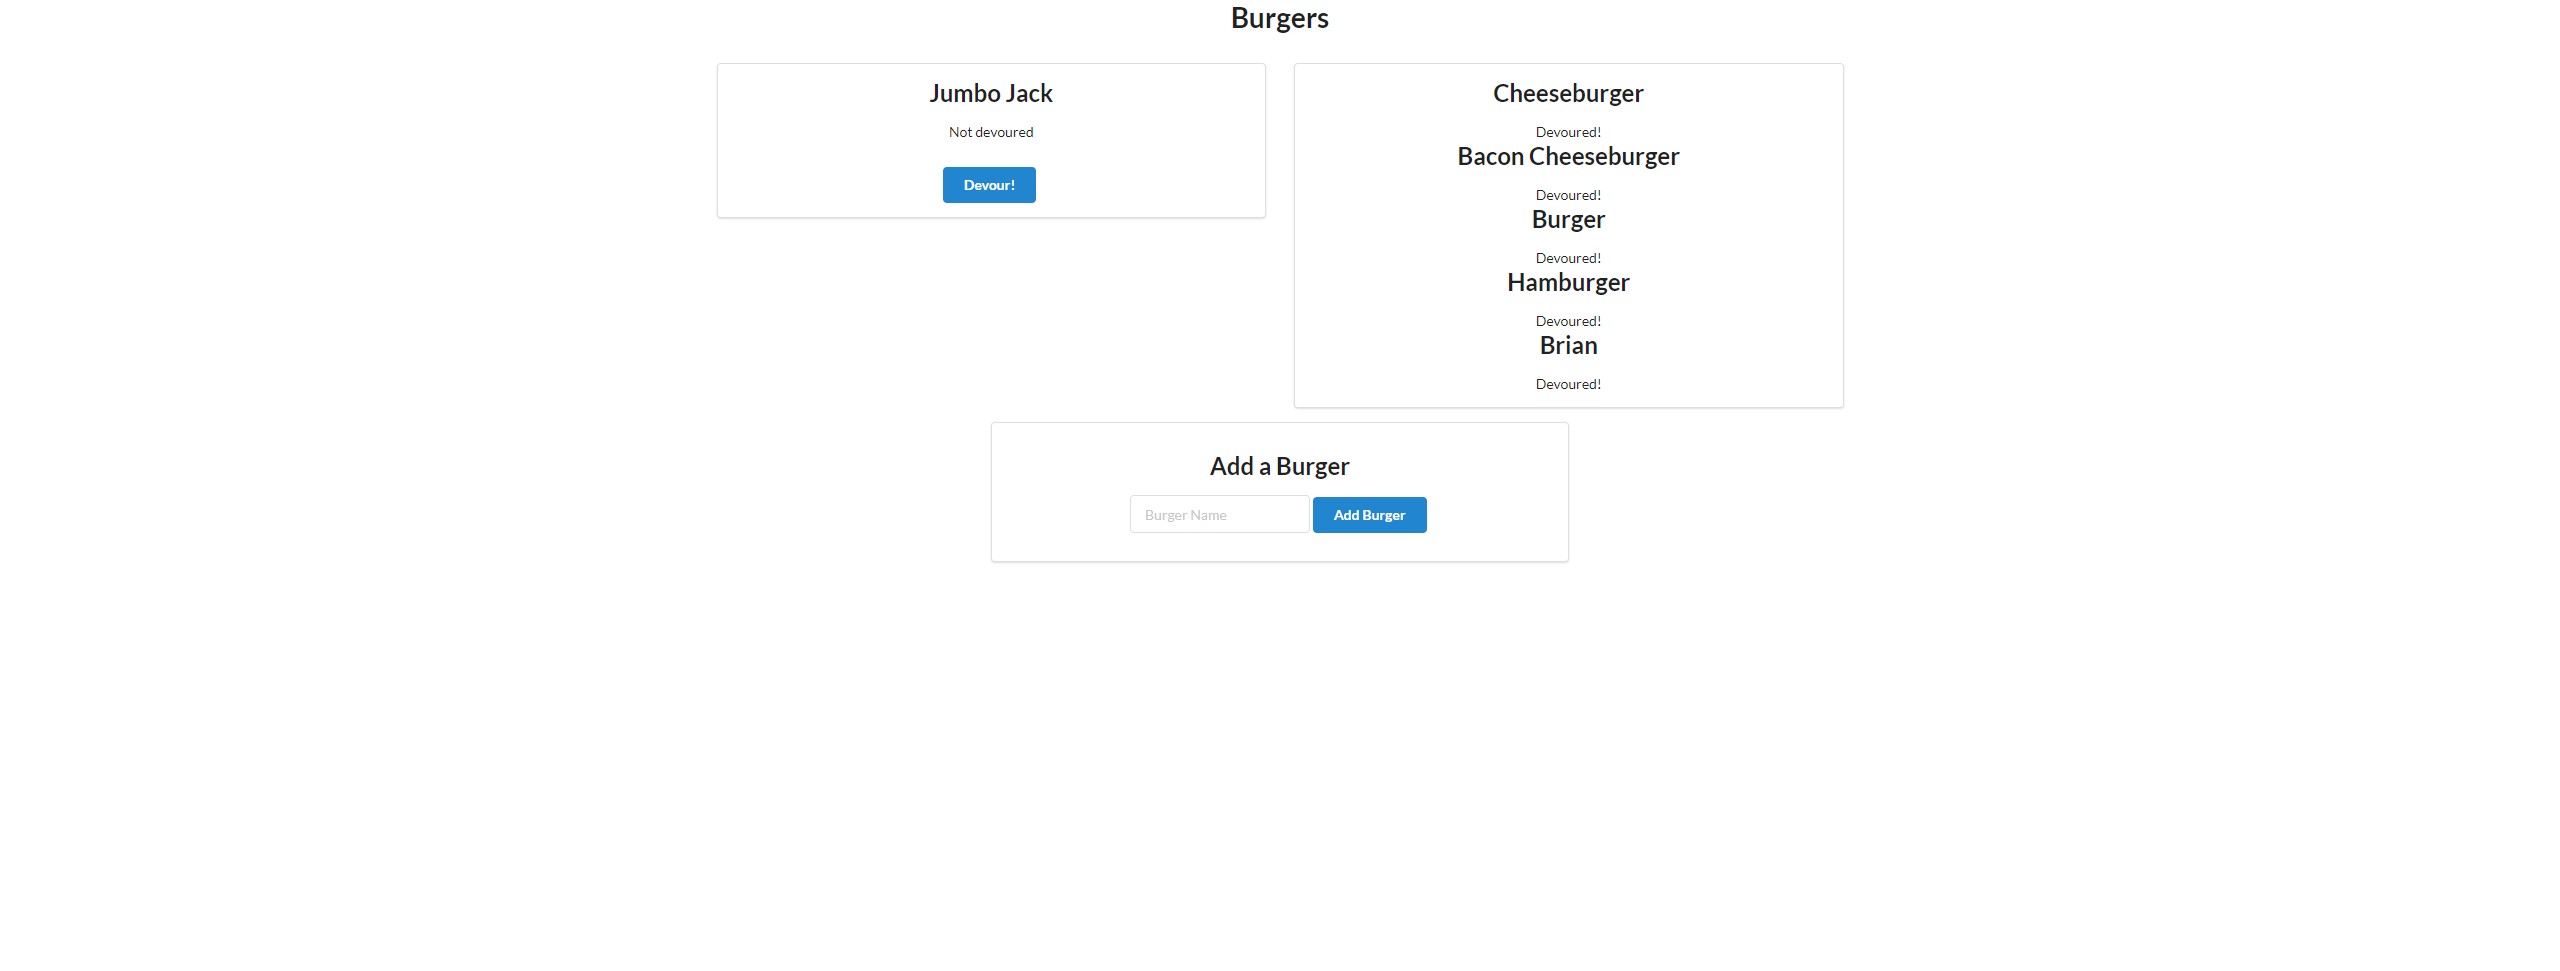 Burgers
Jumbo Jack
Not devoured
Devour!
Cheeseburger
Devoured!
Bacon Cheeseburger
Devoured!
Burger
Devoured!
Hamburger
Devoured!
Brian
Devoured!
Add a Burger
Burger Name
Add Burger